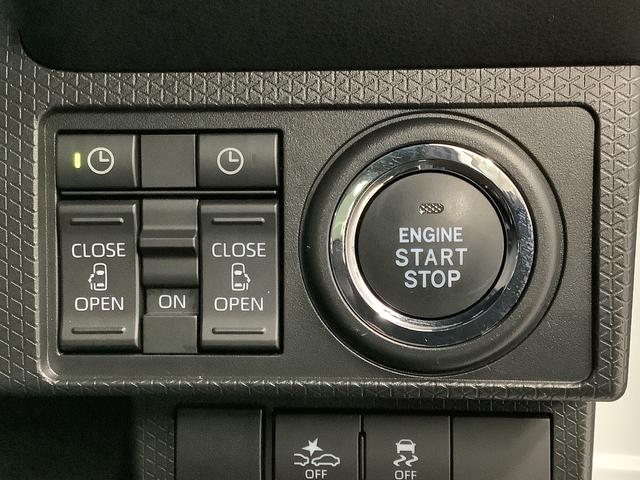 CLOSE
OPEN
ON
CLOSE
OPEN
ENGINE
START
STOP
OFF
OFF